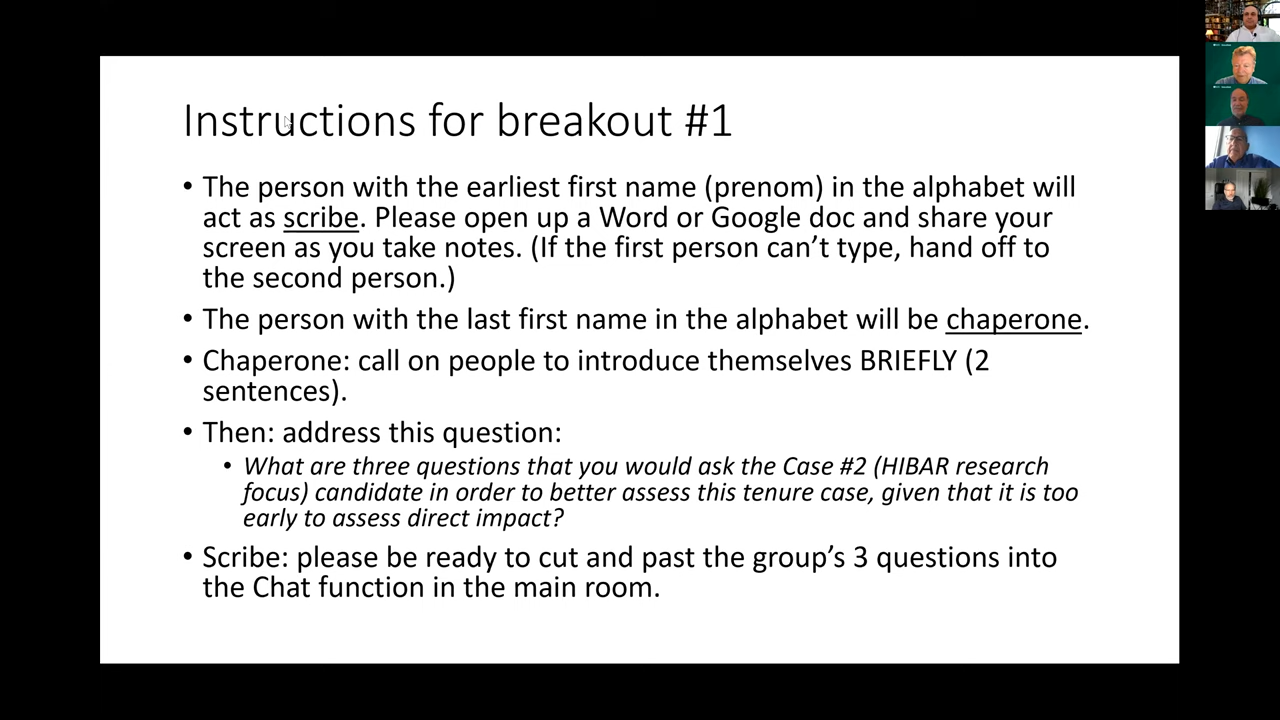 Instructions for breakout #1
• The person with the earliest first name (prenom) in the alphabet will
act as scribe. Please open up a Word or Google doc and share your
screen as you take notes. (If the first person can't type, hand off to
the second person.)
• The person with the last first name in the alphabet will be chaperone.
• Chaperone: call on people to introduce themselves BRIEFLY (2
sentences).
• Then: address this question:
• What are three questions that you would ask the Case #2 (HIBAR research
focus) candidate in order to better assess this tenure case, given that it is too
early to assess direct impact?
• Scribe: please be ready to cut and past the group's 3 questions into
the Chat function in the main room.